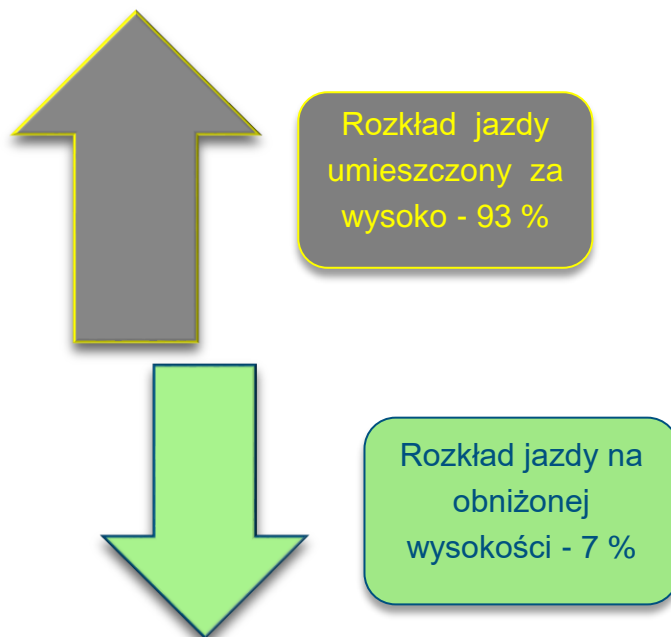 Rozkład jazdy
umieszczony za
wysoko - 93 %
Rozkład jazdy na
obniżonej
wysokości - 7 %